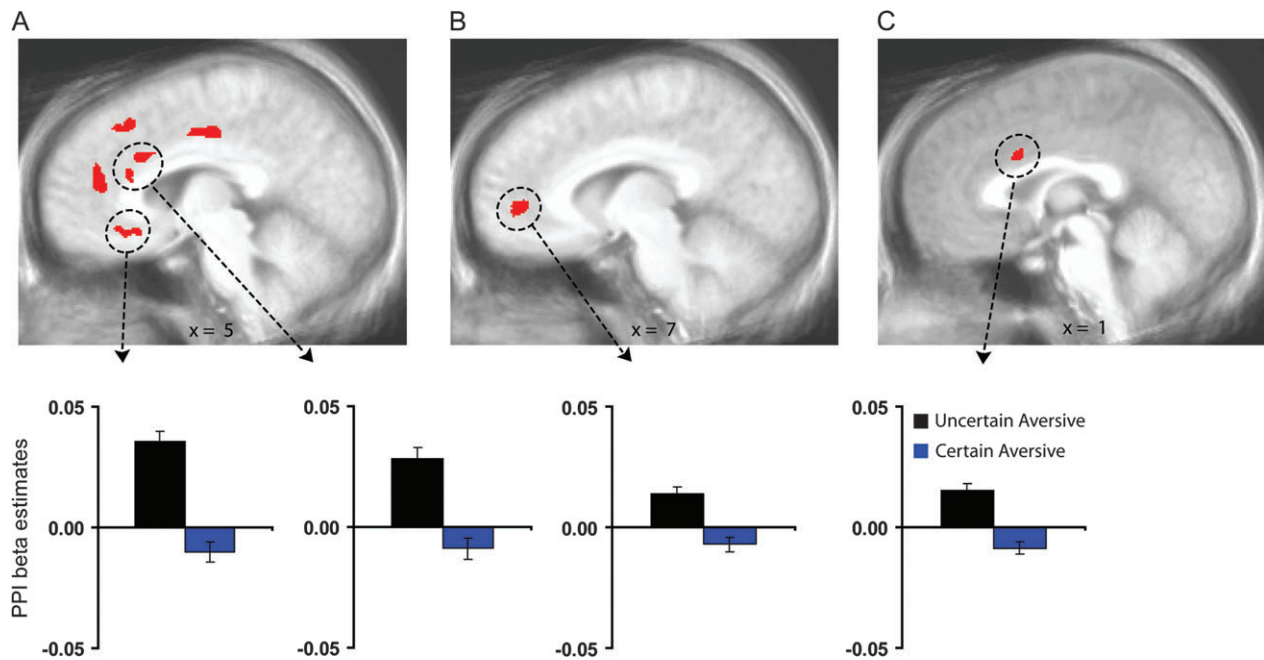 A
B
C
x = 5
x = 7
x = 1
PPI beta estimates
0.05
0.00
-0.05
0.05
0.00
-0.05
0.05
0.00
-0.05
0.05
0.00
-0.05
Uncertain Aversive
Certain Aversive